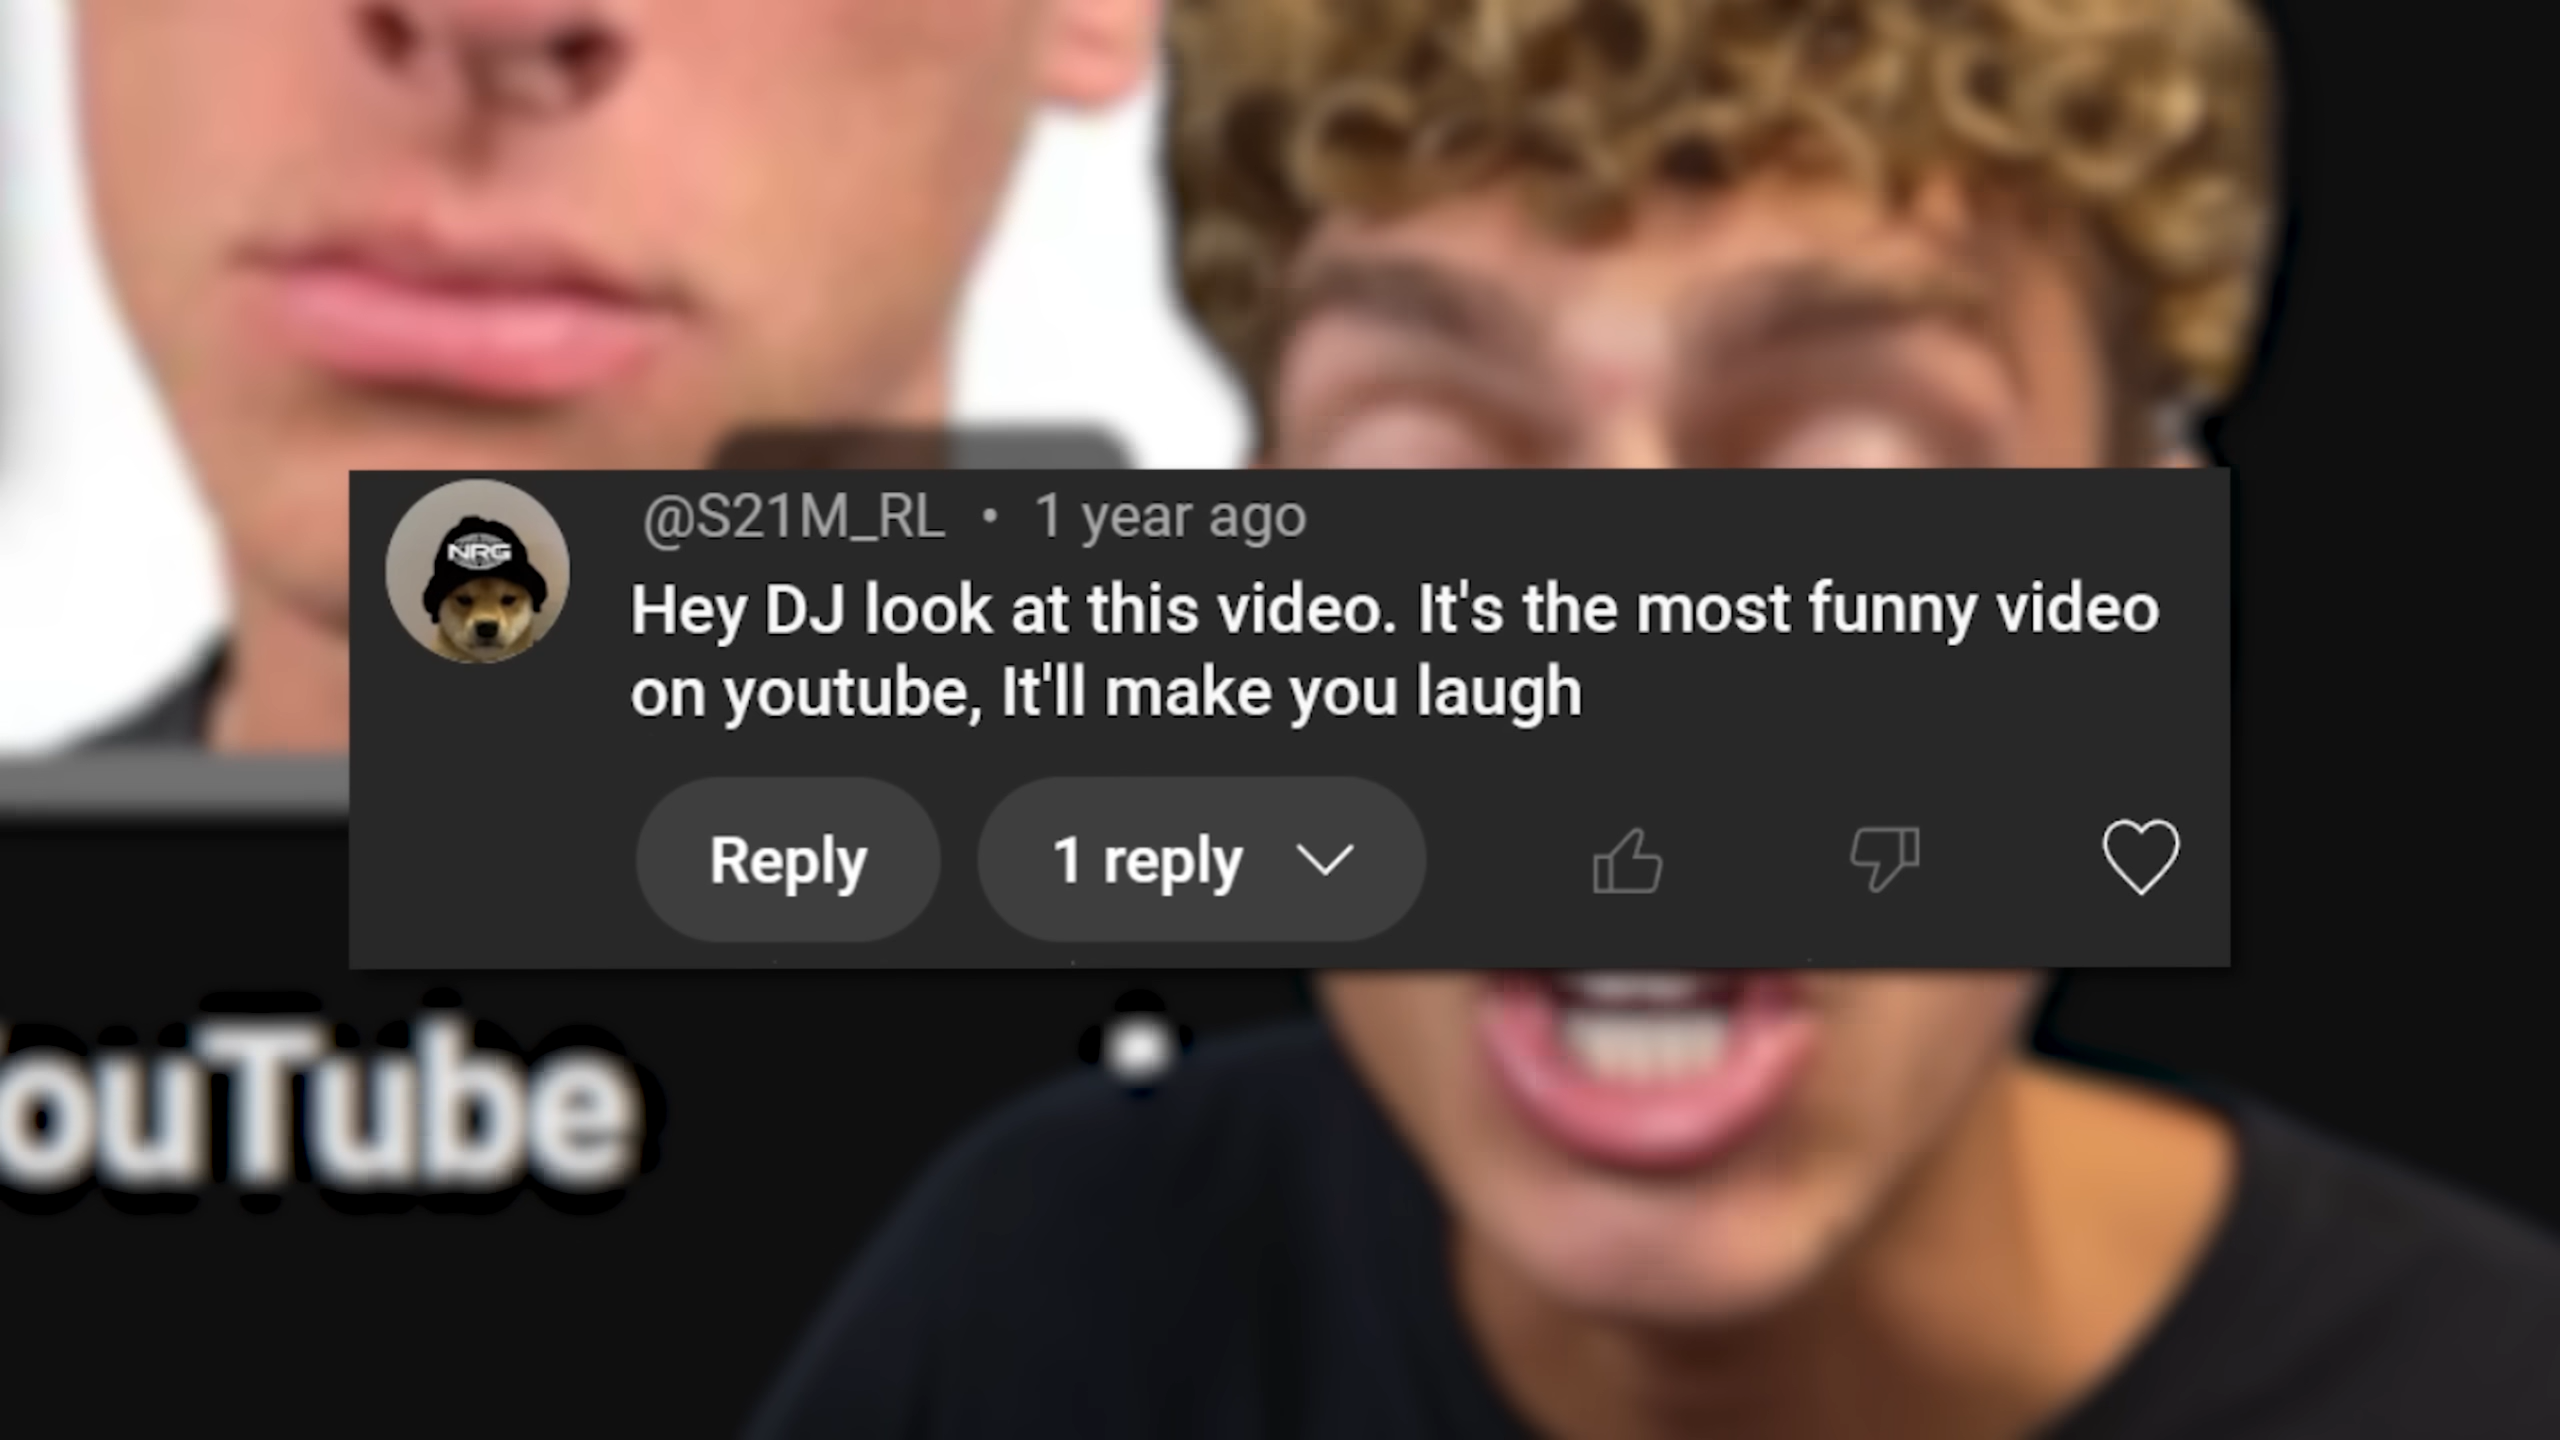 @S21M_RL • 1 year ago
NRG
Hey DJ look at this video. It's the most funny video
on youtube, It'll make you laugh
Reply
1 reply
ouTube